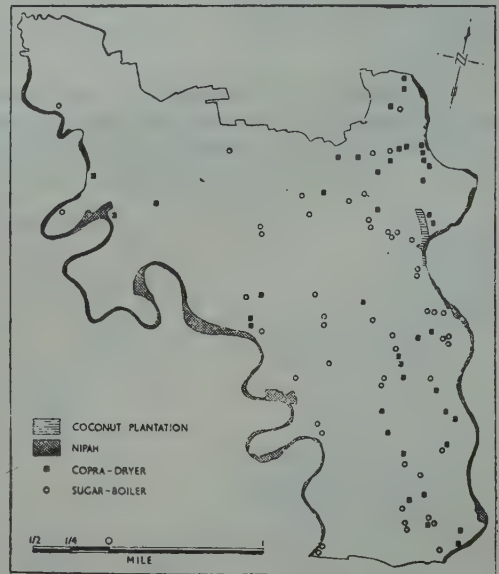 N
COCONUT PLANTATION
NIPAH
COPRA-DRYER
SUGAR-BOILER
1/2 1/4 0 1
MILE